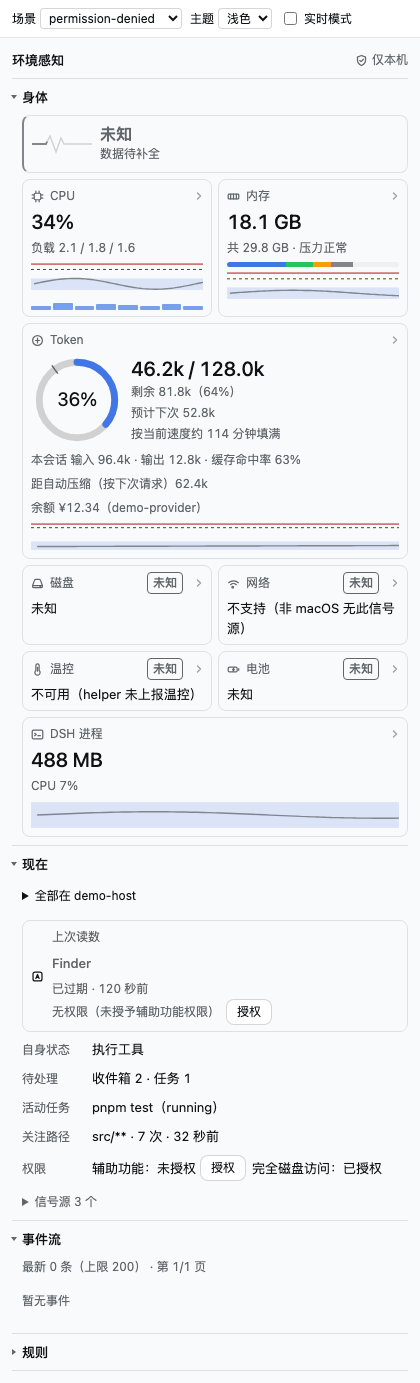 场景 permission-denied 主题 浅色 实时模式
环境感知 仅本机
身体
未知
数据待补全
CPU
34%
负载 2.1 / 1.8 / 1.6
内存
18.1 GB
共 29.8 GB · 压力正常
Token
36%
46.2k / 128.0k
剩余 81.8k（64%）
预计下次 52.8k
按当前速度约 114 分钟填满
本会话 输入 96.4k · 输出 12.8k · 缓存命中率 63%
距自动压缩（按下次请求）62.4k
余额 ¥12.34（demo-provider）
磁盘 未知
未知
网络 未知
不支持（非 macOS 无此信号
源）
温控 未知
不可用（helper 未上报温控）
电池 未知
未知
DSH 进程
488 MB
CPU 7%
现在
全部在 demo-host
上次读数
Finder
已过期 · 120 秒前
无权限（未授予辅助功能权限） 授权
自身状态 执行工具
待处理 收件箱 2 · 任务 1
活动任务 pnpm test（running）
关注路径 src/** · 7 次 · 32 秒前
权限 辅助功能：未授权 授权 完全磁盘访问：已授权
信号源 3 个
事件流
最新 0 条（上限 200） · 第 1/1 页
暂无事件
规则